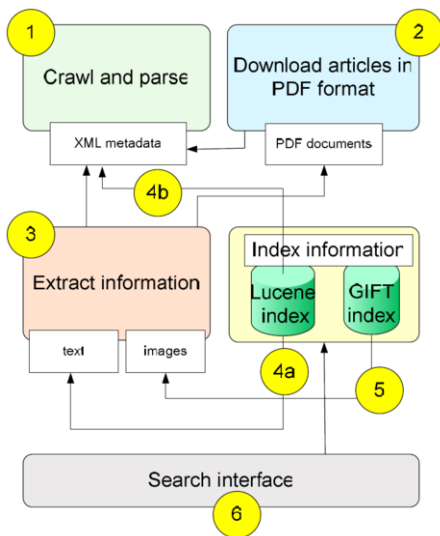 1
2
Crawl and parse
Download articles in
PDF format
XML metadata
PDF documents
4b
3
Extract information
Index information
Lucene
index
GIFT
index
text
images
4a
5
Search interface
6